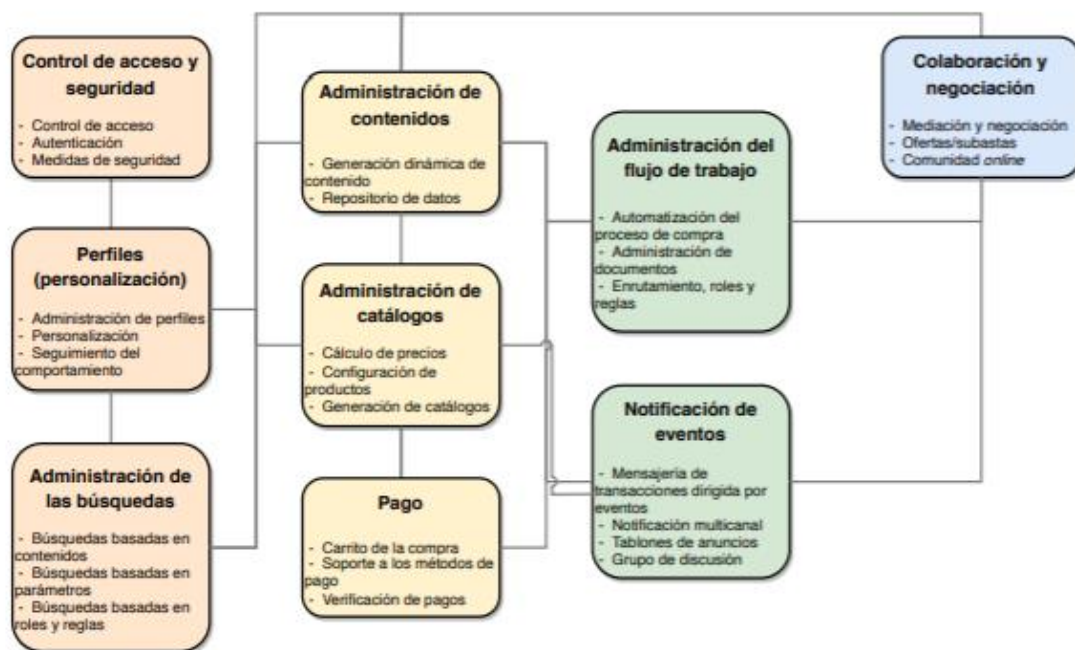 Control de acceso y
seguridad
- Control de acceso
- Autenticación
- Medidas de seguridad
Perfiles
(personalización)
- Administración de perfiles
- Personalización
- Seguimiento del
comportamiento
Administración de
las búsquedas
- Búsquedas basadas en
contenidos
- Búsquedas basadas en
parámetros
- Búsquedas basadas en
roles y reglas
Administración de
contenidos
- Generación dinámica de
contenido
- Repositorio de datos
Administración de
catálogos
- Cálculo de precios
- Configuración de
productos
- Generación de catálogos
Pago
- Carrito de la compra
- Soporte a los métodos de
pago
- Verificación de pagos
Administración del
flujo de trabajo
- Automatización del
proceso de compra
- Administración de
documentos
- Enrutamiento, roles y
reglas
Notificación de
eventos
- Mensajería de
transacciones dirigida por
eventos
- Notificación multicanal
- Tablones de anuncios
- Grupo de discusión
Colaboración y
negociación
- Mediación y negociación
- Ofertas/subastas
- Comunidad online